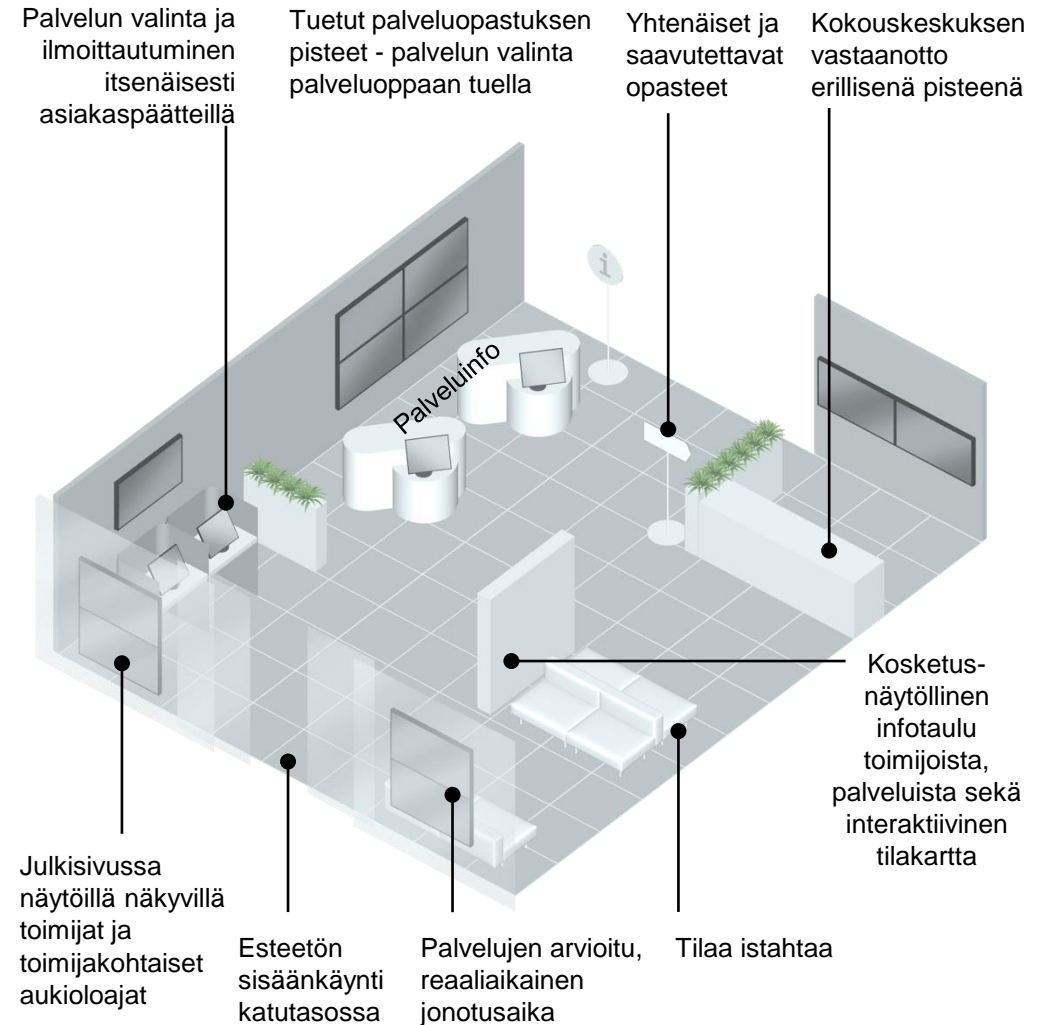 Palvelun valinta ja
ilmoittautuminen
itsenäisesti
asiakaspäätteillä
Tuetut palveluopastuksen
pisteet - palvelun valinta
palveluoppaan tuella
Yhtenäiset ja
saavutettavat
opasteet
Kokouskeskuksen
vastaanotto
erillisenä pisteenä
i
Palveluinfo
Kosketus-
näytöllinen
infotaulu
toimijoista,
palveluista sekä
interaktiivinen
tilakartta
Julkisivussa
näytöillä näkyvillä
toimijat ja
toimijakohtaiset
aukioloajat
Esteetön
sisäänkäynti
katutasossa
Palvelujen arvioitu,
reaaliaikainen
jonotusaika
Tilaa istahtaa